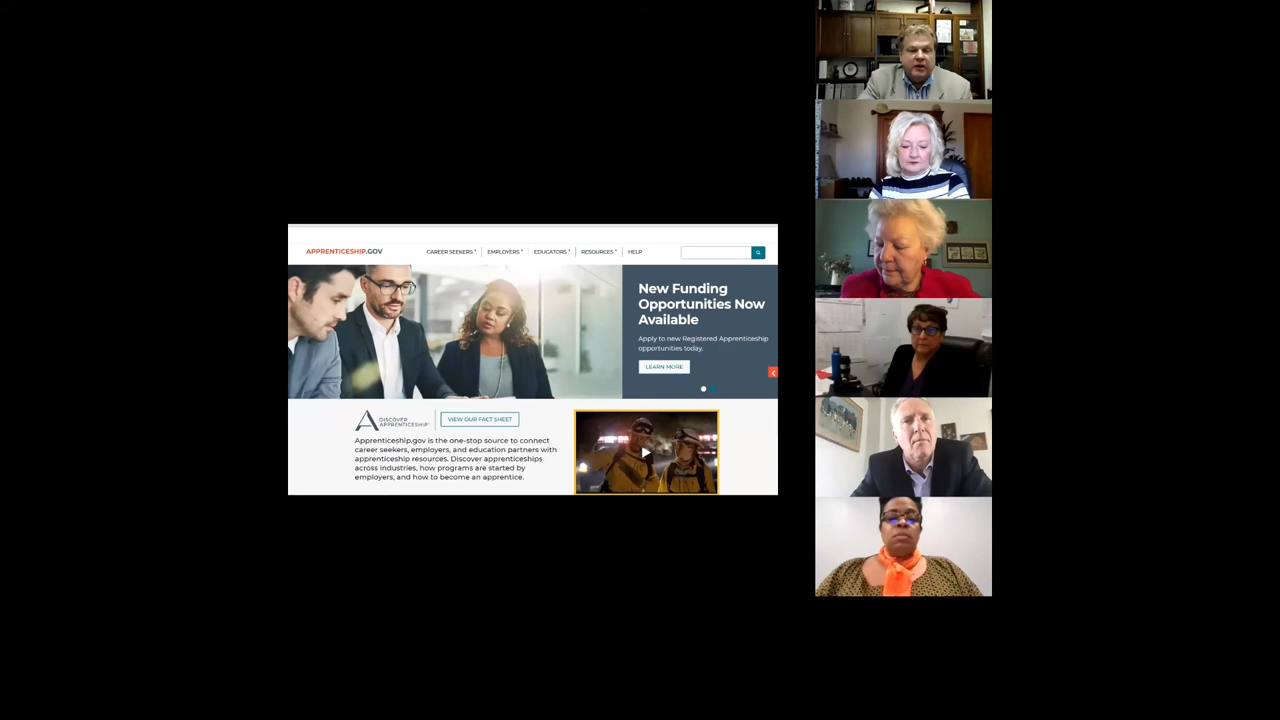 APPRENTICESHIP.GOV
CAREER SEEKERS
EMPLOYERS
EDUCATORS
RESOURCES
HELP
New Funding
Opportunities Now
Available
Apply to new Registered Apprenticeship
opportunities today.
LEARN MORE
DISCOVER
APPRENTICESHIP
VIEW OUR FACT SHEET
Apprenticeship.gov is the one-stop source to connect
career seekers, employers, and education partners with
apprenticeship resources. Discover apprenticeships
across industries, how programs are started by
employers, and how to become an apprentice.